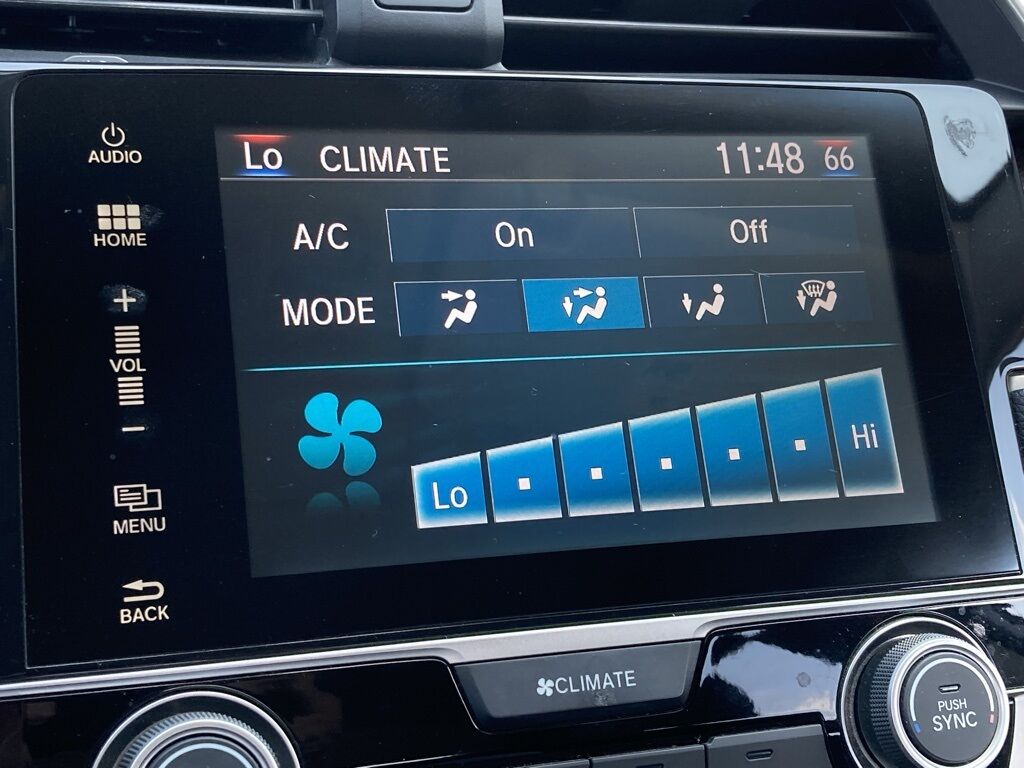 AUDIO
HOME
+
VOL
−
MENU
BACK
Lo CLIMATE 11:48 66
A/C On Off
MODE
Lo Hi
CLIMATE
PUSH
SYNC